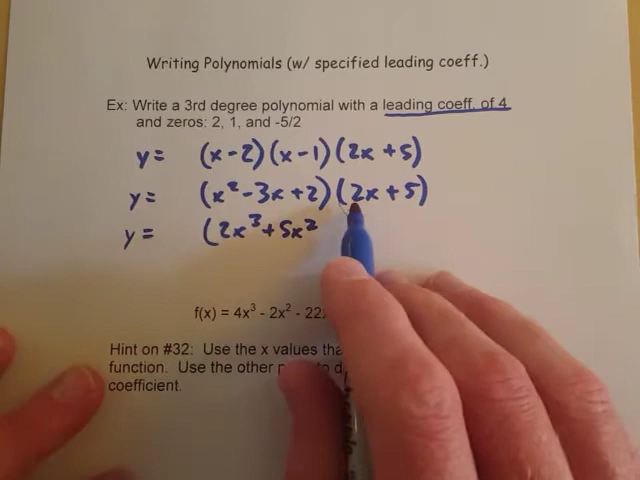 Writing Polynomials (w/ specified leading coeff.)
Ex: Write a 3rd degree polynomial with a leading coeff. of 4
and zeros: 2, 1, and -5/2
y = (x - 2)(x - 1)(2x + 5)
y = (x² - 3x + 2)(2x + 5)
y = (2x³ + 5x²
f(x) = 4x³ - 2x² - 22
Hint on #32: Use the x values
function. Use the other
coefficient.